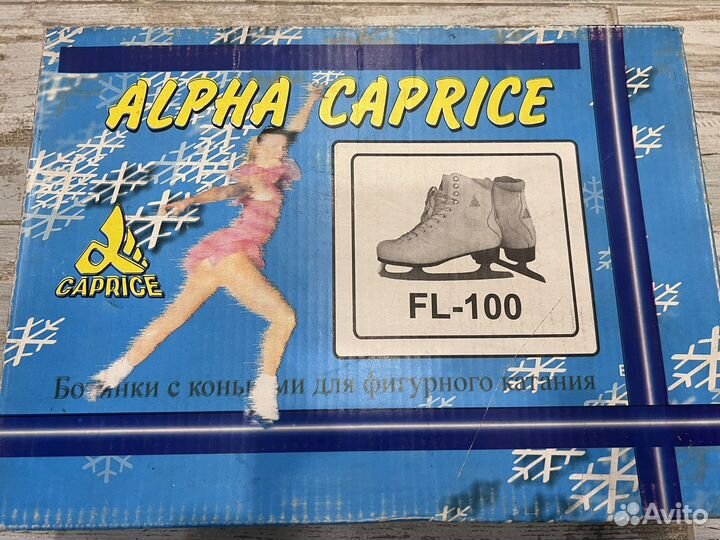 ALPHA CAPRICE
CAPRICE
FL-100
Ботинки с коньками для фигурного катания
Avito